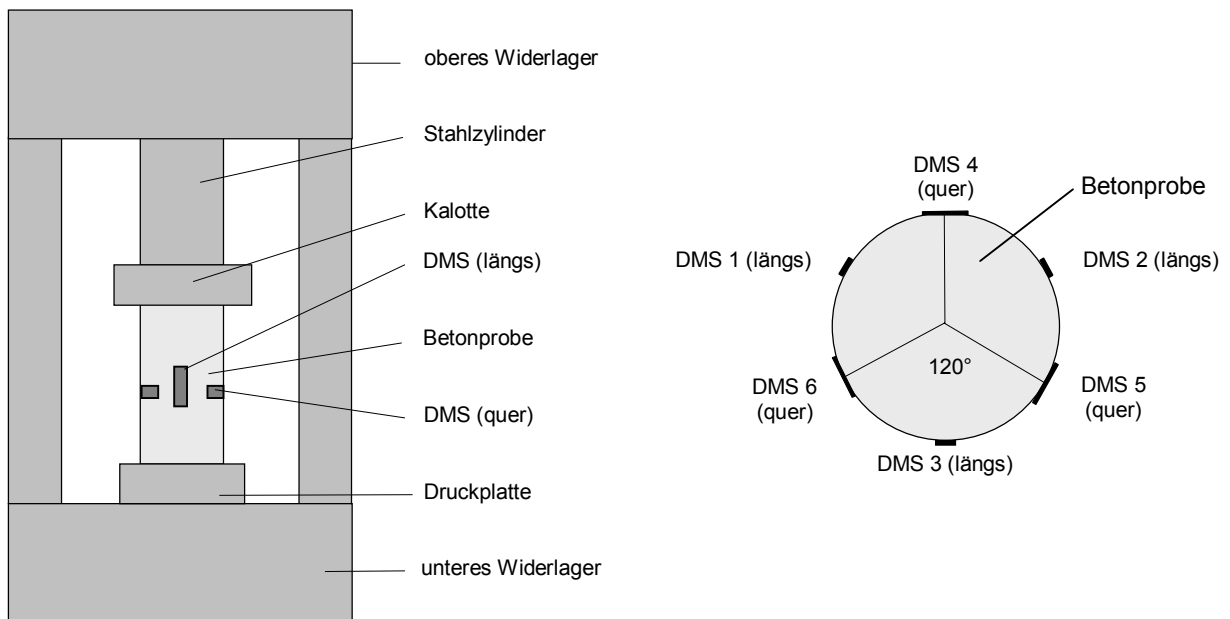 oberes Widerlager
Stahlzylinder
Kalotte
DMS (längs)
Betonprobe
DMS (quer)
Druckplatte
unteres Widerlager
DMS 4
(quer)
Betonprobe
DMS 1 (längs)
DMS 2 (längs)
120°
DMS 6
(quer)
DMS 5
(quer)
DMS 3 (längs)